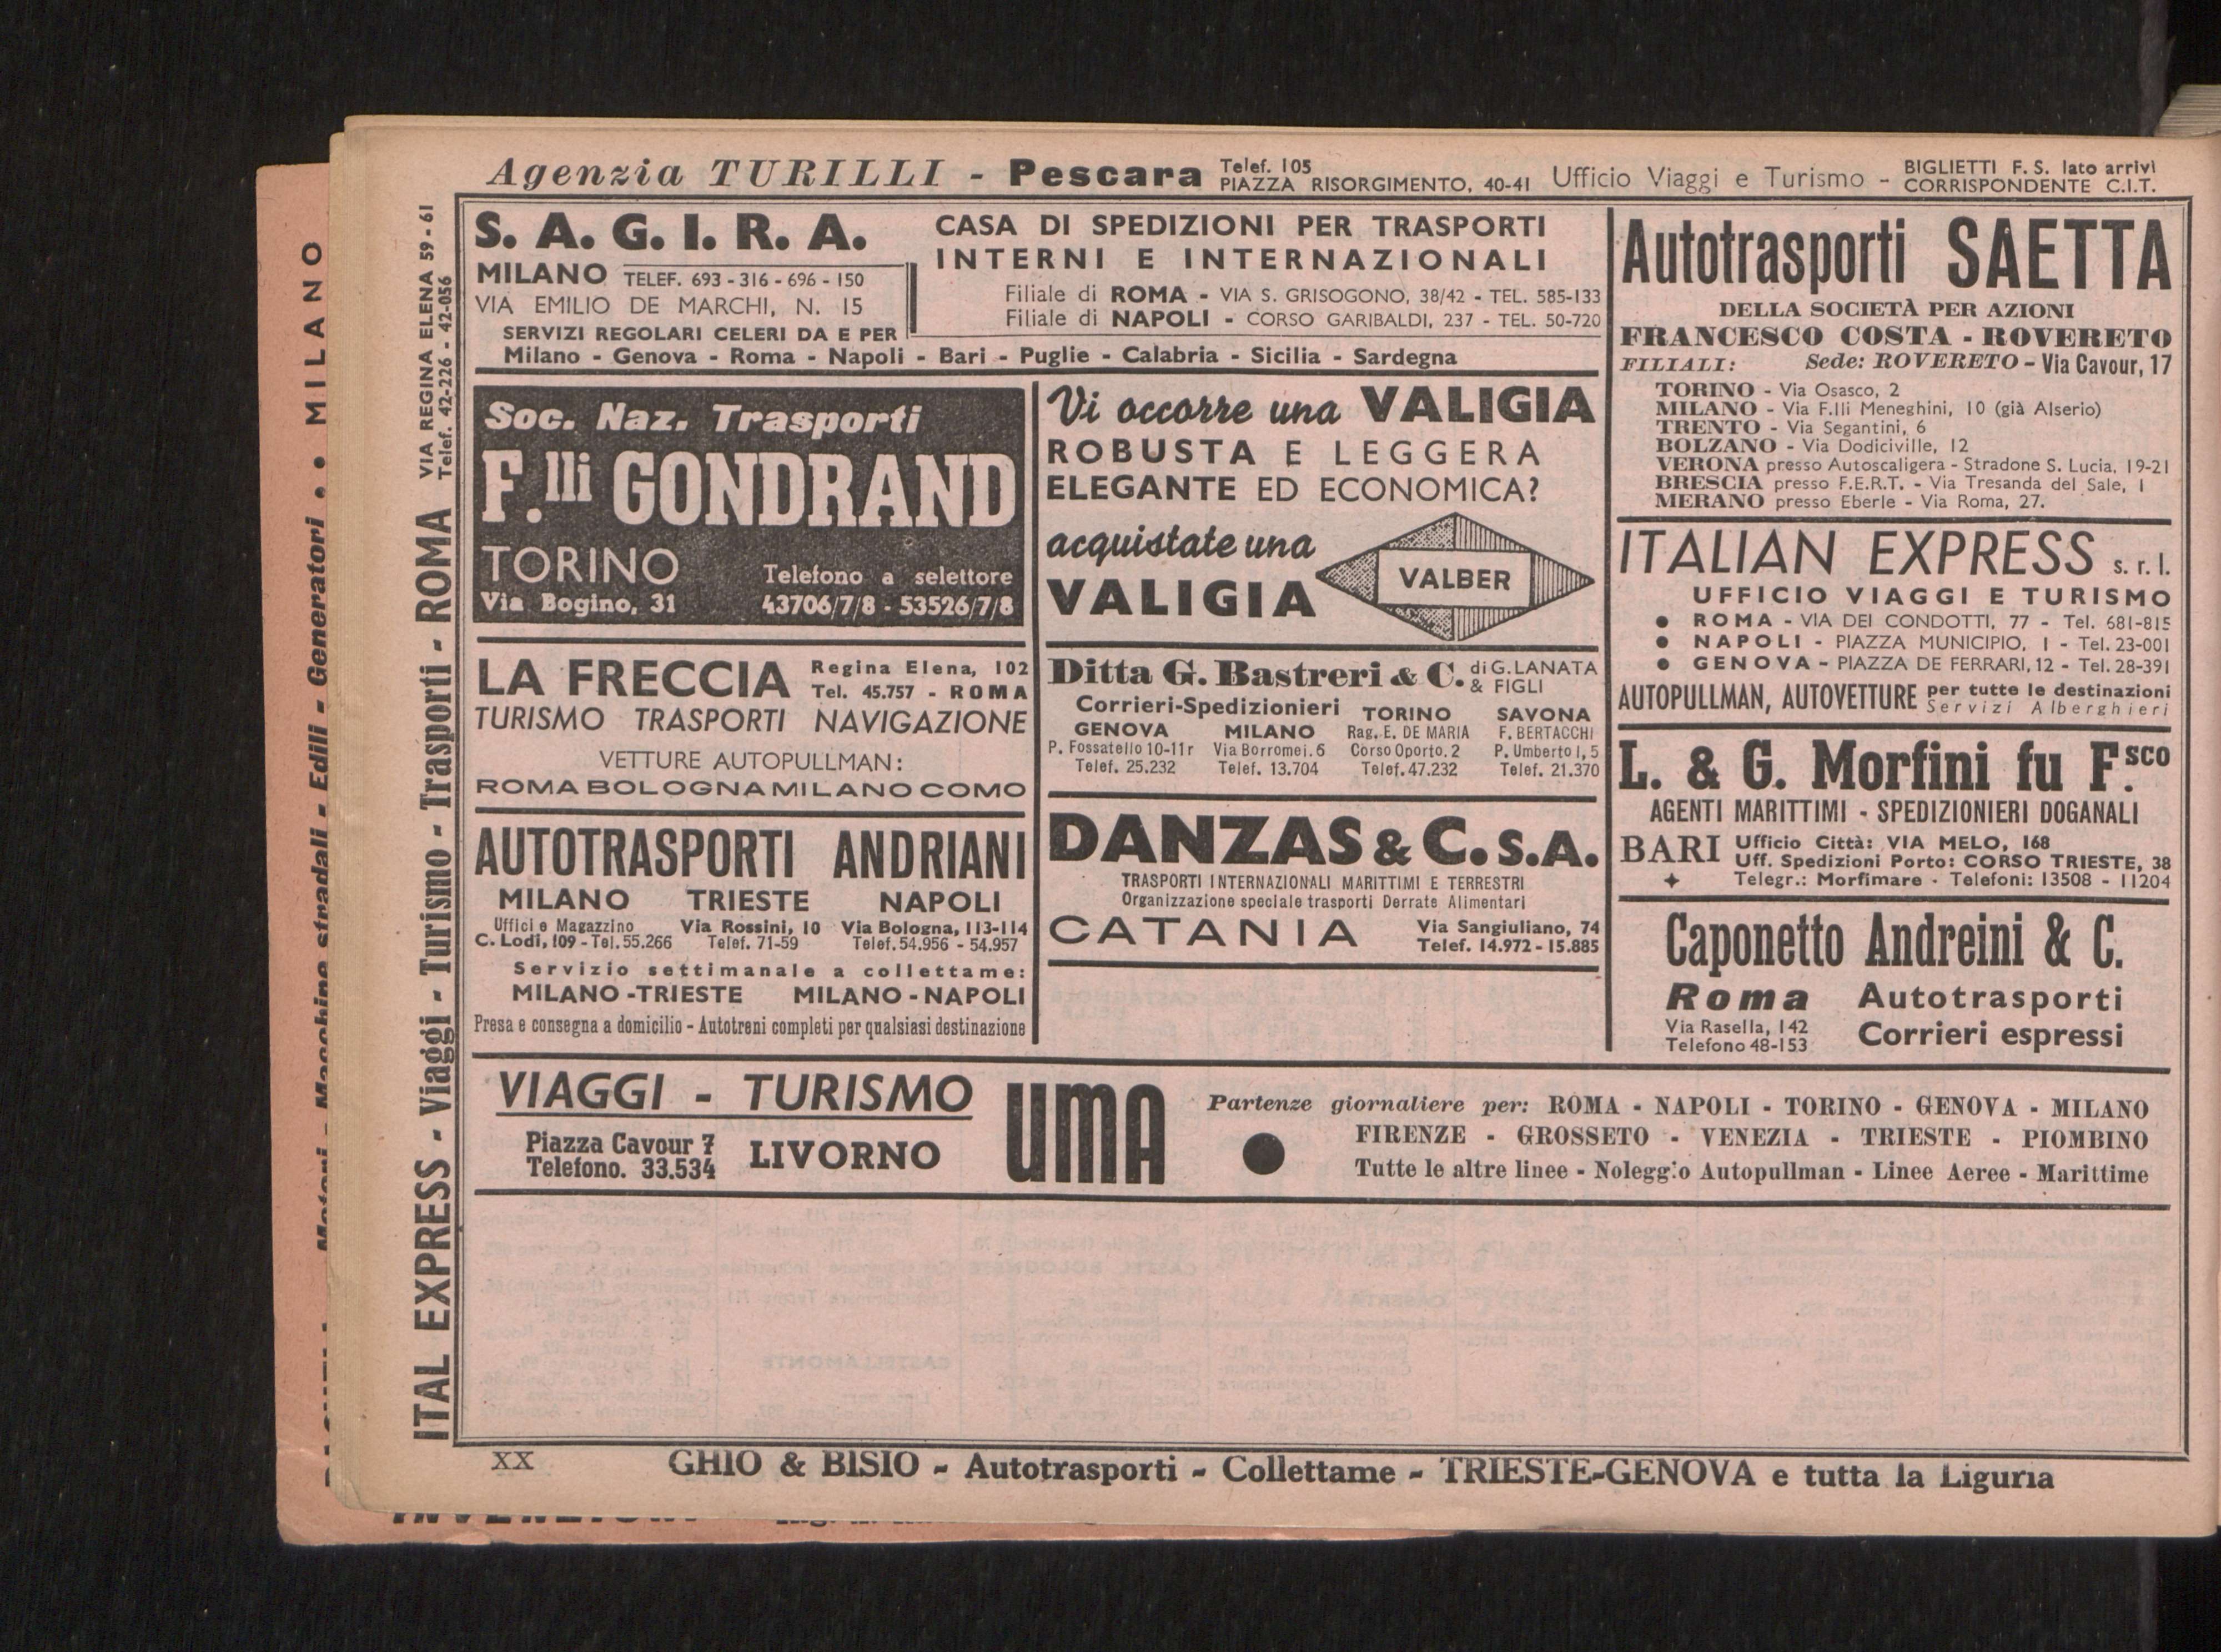 Agenzia TURILLI - Pescara Telef. 105 PIAZZA RISORGIMENTO, 40-41 Ufficio Viaggi e Turismo - BIGLIETTI F. S. lato arrivi CORRISPONDENTE C.I.T.
S. A. G. I. R. A.
MILANO TELEF. 693 - 316 - 696 - 150
VIA EMILIO DE MARCHI, N. 15
CASA DI SPEDIZIONI PER TRASPORTI
INTERNI E INTERNAZIONALI
Filiale di ROMA - VIA S. GRISOGONO, 38/42 - TEL. 585-133
Filiale di NAPOLI - CORSO GARIBALDI, 237 - TEL. 50-720
SERVIZI REGOLARI CELERI DA E PER
Milano - Genova - Roma - Napoli - Bari - Puglie - Calabria - Sicilia - Sardegna
Soc. Naz. Trasporti
F.lli GONDRAND
TORINO
Via Bogino, 31
Telefono a selettore
43706/7/8 - 53526/7/8
LA FRECCIA Regina Elena, 102
Tel. 45.757 - ROMA
TURISMO TRASPORTI NAVIGAZIONE
VETTURE AUTOPULLMAN:
ROMA BOLOGNA MILANO COMO
AUTOTRASPORTI ANDRIANI
MILANO TRIESTE NAPOLI
Uffici e Magazzino Via Rossini, 10 Via Bologna, 113-114
C. Lodi, 109 - Tel. 55.266 Telef. 71-59 Telef. 54.956 - 54.957
Servizio settimanale a collettame:
MILANO - TRIESTE MILANO - NAPOLI
Presa e consegna a domicilio - Autotreni completi per qualsiasi destinazione
Vi occorre una VALIGIA
ROBUSTA E LEGGERA
ELEGANTE ED ECONOMICA?
acquistate una
VALIGIA
VALBER
Ditta G. Bastreri & C. di G. LANATA & FIGLI
Corrieri-Spedizionieri
GENOVA MILANO TORINO SAVONA
P. Fossatello 10-11r Via Borromei, 6 Rag. E. DE MARIA F. BERTACCHI
Corso Oporto, 2 P. Umberto I, 5
Telef. 25.232 Telef. 13.704 Telef. 47.232 Telef. 21.370
DANZAS & C. S.A.
TRASPORTI INTERNAZIONALI MARITTIMI E TERRESTRI
Organizzazione speciale trasporti Derrate Alimentari
CATANIA Via Sangiuliano, 74
Telef. 14.972 - 15.885
Autotrasporti SAETTA
DELLA SOCIETÀ PER AZIONI
FRANCESCO COSTA - ROVERETO
FILIALI: Sede: ROVERETO - Via Cavour, 17
TORINO - Via Osasco, 2
MILANO - Via F.lli Meneghini, 10 (già Alserio)
TRENTO - Via Segantini, 6
BOLZANO - Via Dodiciville, 12
VERONA presso Autoscaligera - Stradone S. Lucia, 19-21
BRESCIA presso F.E.R.T. - Via Tresanda del Sale, 1
MERANO presso Eberle - Via Roma, 27.
ITALIAN EXPRESS s. r. l.
UFFICIO VIAGGI E TURISMO
• ROMA - VIA DEI CONDOTTI, 77 - Tel. 681-815
• NAPOLI - PIAZZA MUNICIPIO, 1 - Tel. 23-001
• GENOVA - PIAZZA DE FERRARI, 12 - Tel. 28-391
AUTOPULLMAN, AUTOVETTURE per tutte le destinazioni
Servizi Alberghieri
L. & G. Morfini fu F.sco
AGENTI MARITTIMI - SPEDIZIONIERI DOGANALI
BARI Ufficio Città: VIA MELO, 168
Uff. Spedizioni Porto: CORSO TRIESTE, 38
Telegr.: Morfimare - Telefoni: 13508 - 11204
Caponetto Andreini & C.
Roma Autotrasporti
Via Rasella, 142
Telefono 48-153
Corrieri espressi
VIAGGI - TURISMO
Piazza Cavour 7
Telefono. 33.534
LIVORNO
UMA
Partenze giornaliere per: ROMA - NAPOLI - TORINO - GENOVA - MILANO
FIRENZE - GROSSETO - VENEZIA - TRIESTE - PIOMBINO
Tutte le altre linee - Noleggio Autopullman - Linee Aeree - Marittime
XX
GHIO & BISIO - Autotrasporti - Collettame - TRIESTE-GENOVA e tutta la Liguria
ITAL EXPRESS - Viaggi - Turismo - Trasporti - ROMA VIA REGINA ELENA 59 - 61
Telef. 42-226 - 42-056
Motori - Macchine stradali - Edili - Generatori • • MILANO